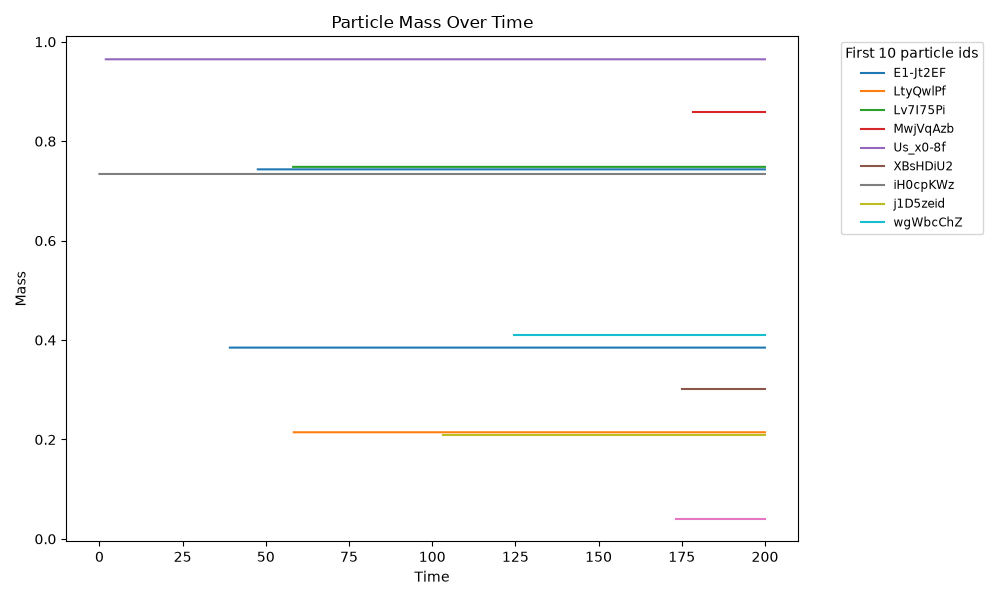 Particle Mass Over Time
Mass
1.0
0.8
0.6
0.4
0.2
0.0
0
25
50
75
100
125
150
175
200
Time
First 10 particle ids
E1-Jt2EF
LtyQwlPf
Lv7I75Pi
MwjVqAzb
Us_x0-8f
XBsHDiU2
iH0cpKWz
j1D5zeid
wgWbcChZ